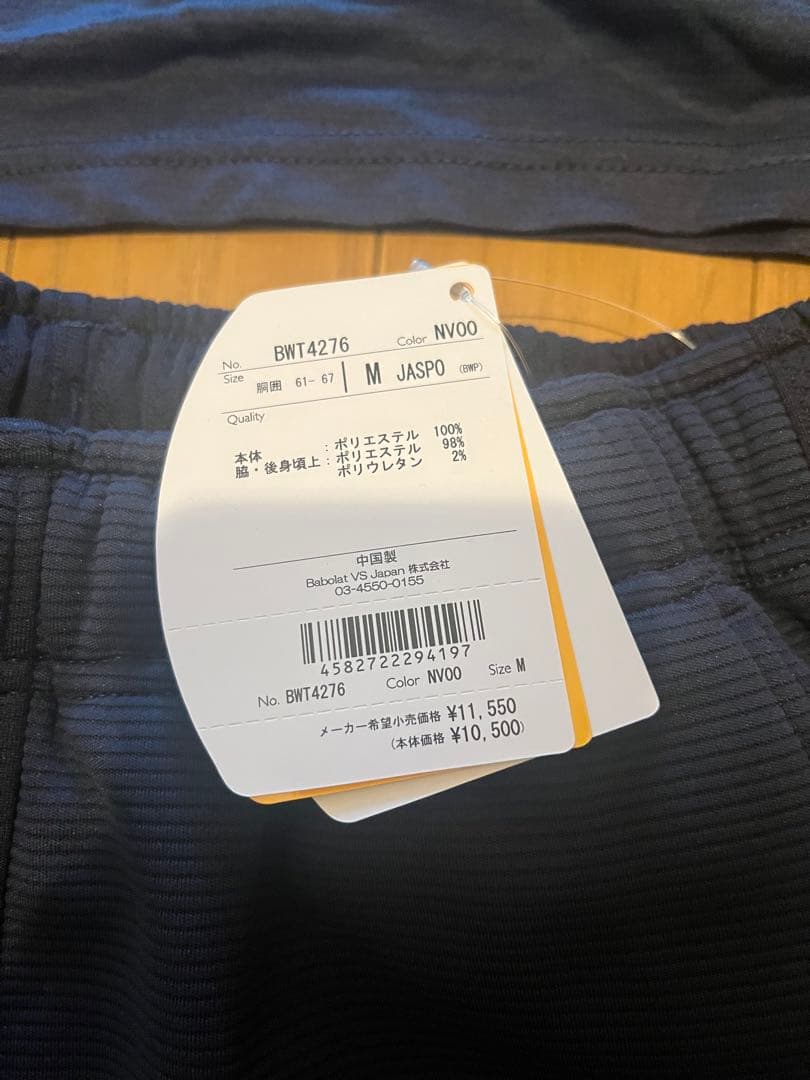 No. BWT4276 Color NV00
Size 胴囲 61-67 M JASPO (BWP)
Quality
本体 :ポリエステル 100%
脇・後身頃上:ポリエステル 98%
ポリウレタン 2%
中国製
Babolat VS Japan 株式会社
03-4550-0155
4582722294197
No. BWT4276 Color NV00 Size M
メーカー希望小売価格 ¥11,550
(本体価格 ¥10,500)